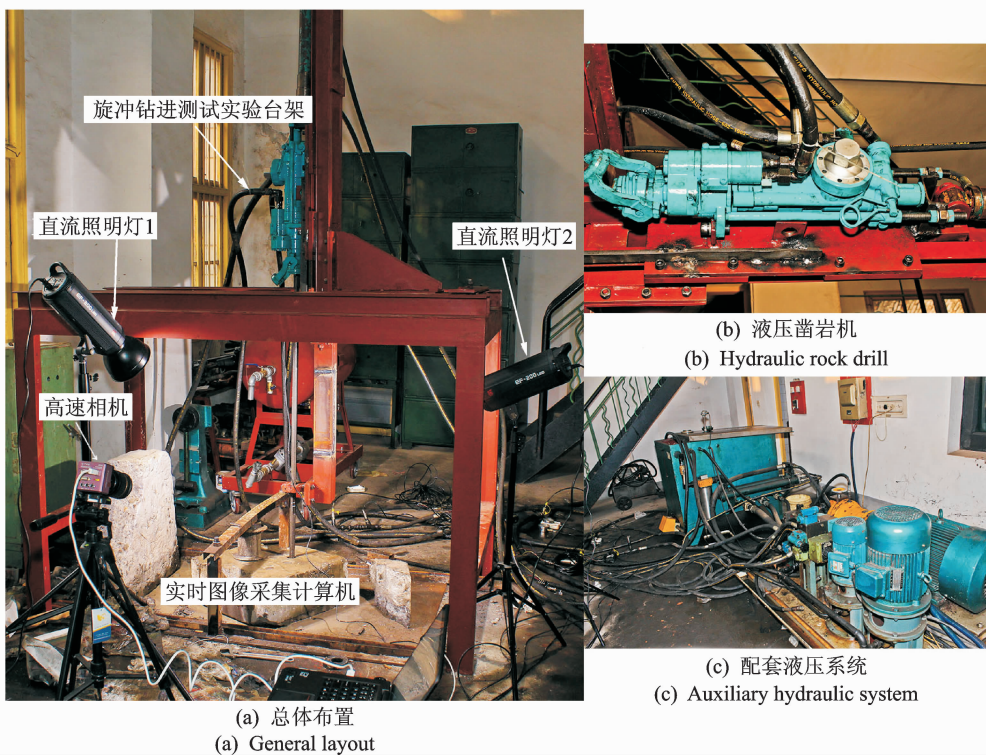 旋冲钻进测试实验台架
直流照明灯1
直流照明灯2
BP-200
高速相机
实时图像采集计算机
(a) 总体布置
(a) General layout
(b) 液压凿岩机
(b) Hydraulic rock drill
(c) 配套液压系统
(c) Auxiliary hydraulic system